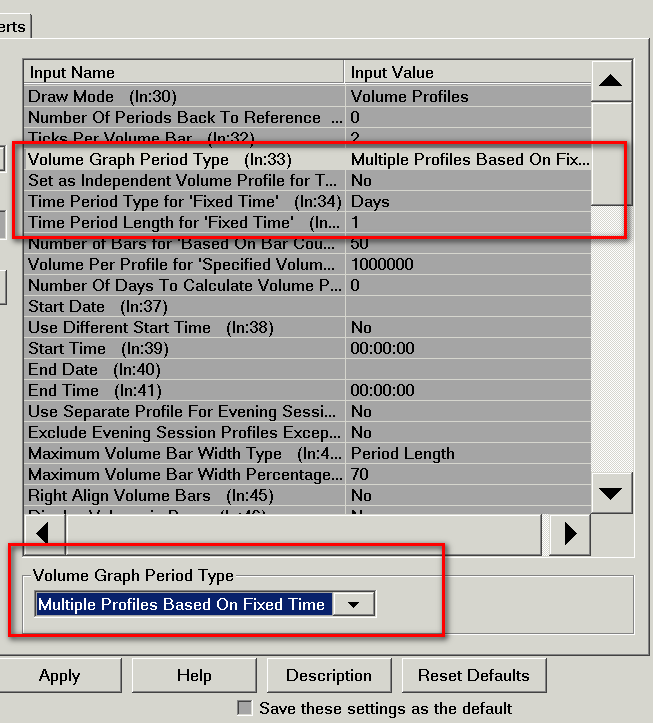 erts
Input Name Input Value
Draw Mode (In:30) Volume Profiles
Number Of Periods Back To Reference ... 0
Ticks Per Volume Bar (In:32) 2
Volume Graph Period Type (In:33) Multiple Profiles Based On Fix...
Set as Independent Volume Profile for T... No
Time Period Type for 'Fixed Time' (In:34) Days
Time Period Length for 'Fixed Time' (In... 1
Number of Bars for 'Based On Bar Cou... 50
Volume Per Profile for 'Specified Volum... 1000000
Number Of Days To Calculate Volume P... 0
Start Date (In:37)
Use Different Start Time (In:38) No
Start Time (In:39) 00:00:00
End Date (In:40)
End Time (In:41) 00:00:00
Use Separate Profile For Evening Sessi... No
Exclude Evening Session Profiles Excep... No
Maximum Volume Bar Width Type (In:4... Period Length
Maximum Volume Bar Width Percentage... 70
Right Align Volume Bars (In:45) No
Volume Graph Period Type
Multiple Profiles Based On Fixed Time
Apply Help Description Reset Defaults
Save these settings as the default